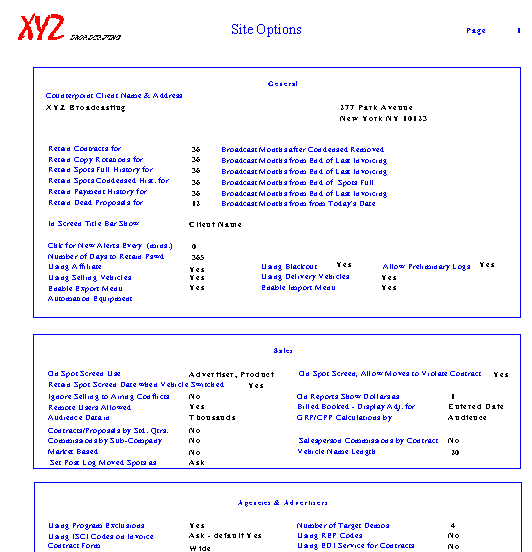 XYZ BROADCASTING
Site Options
Page 1
General
Counterpoint Client Name & Address
XYZ Broadcasting 277 Park Avenue
New York NY 10033
Retain Contracts for 36 Broadcast Months after Condensed Removed
Retain Copy Rotations for 36 Broadcast Months from End of Last Invoicing
Retain Spots Full History for 36 Broadcast Months from End of Last Invoicing
Retain Spots Condensed Hist. for 36 Broadcast Months from End of Spots Full
Retain Payment History for 36 Broadcast Months from End of Last Invoicing
Retain Dead Proposals for 12 Broadcast Months from from Today's Date
In Screen Title Bar Show Client Name
Chk for New Alerts Every (mins.) 0
Number of Days to Retain Pswd 365
Using Affiliate Yes Using Blackout Yes Allow Preliminary Logs Yes
Using Selling Vehicles Yes Using Delivery Vehicles Yes
Enable Export Menu Yes Enable Import Menu Yes
Automation Equipment
Sales
On Spot Screen Use Advertiser, Product On Spot Screen, Allow Moves to Violate Contract Yes
Retain Spot Screen Date when Vehicle Switched Yes
Ignore Selling to Airing Conflicts No On Reports Show Dollars as 1
Remote Users Allowed Yes Billed Booked - Display Adj. for Entered Date
Audience Data in Thousands GRP/CPP Calculations by Audience
Contracts/Proposals by Std. Qtrs. No
Commissions by Sub-Company No Salesperson Commissions by Contract No
Market Based No Vehicle Name Length 20
Set Post Log Moved Spots as Ask
Agencies & Advertisers
Using Program Exclusions Yes Number of Target Demos 4
Using ISCI Codes on Invoice Ask - default Yes Using REP Codes No
Contract Form Wide Using EDI Service for Contracts No